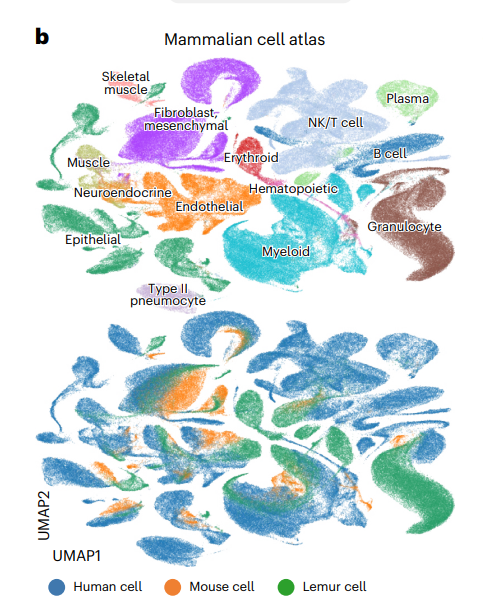 b
Mammalian cell atlas
Skeletal
muscle
Plasma
Fibroblast,
mesenchymal
NK/T cell
Erythroid
B cell
Muscle
Neuroendocrine
Hematopoietic
Endothelial
Granulocyte
Epithelial
Myeloid
Type II
pneumocyte
UMAP2
UMAP1
Human cell
Mouse cell
Lemur cell